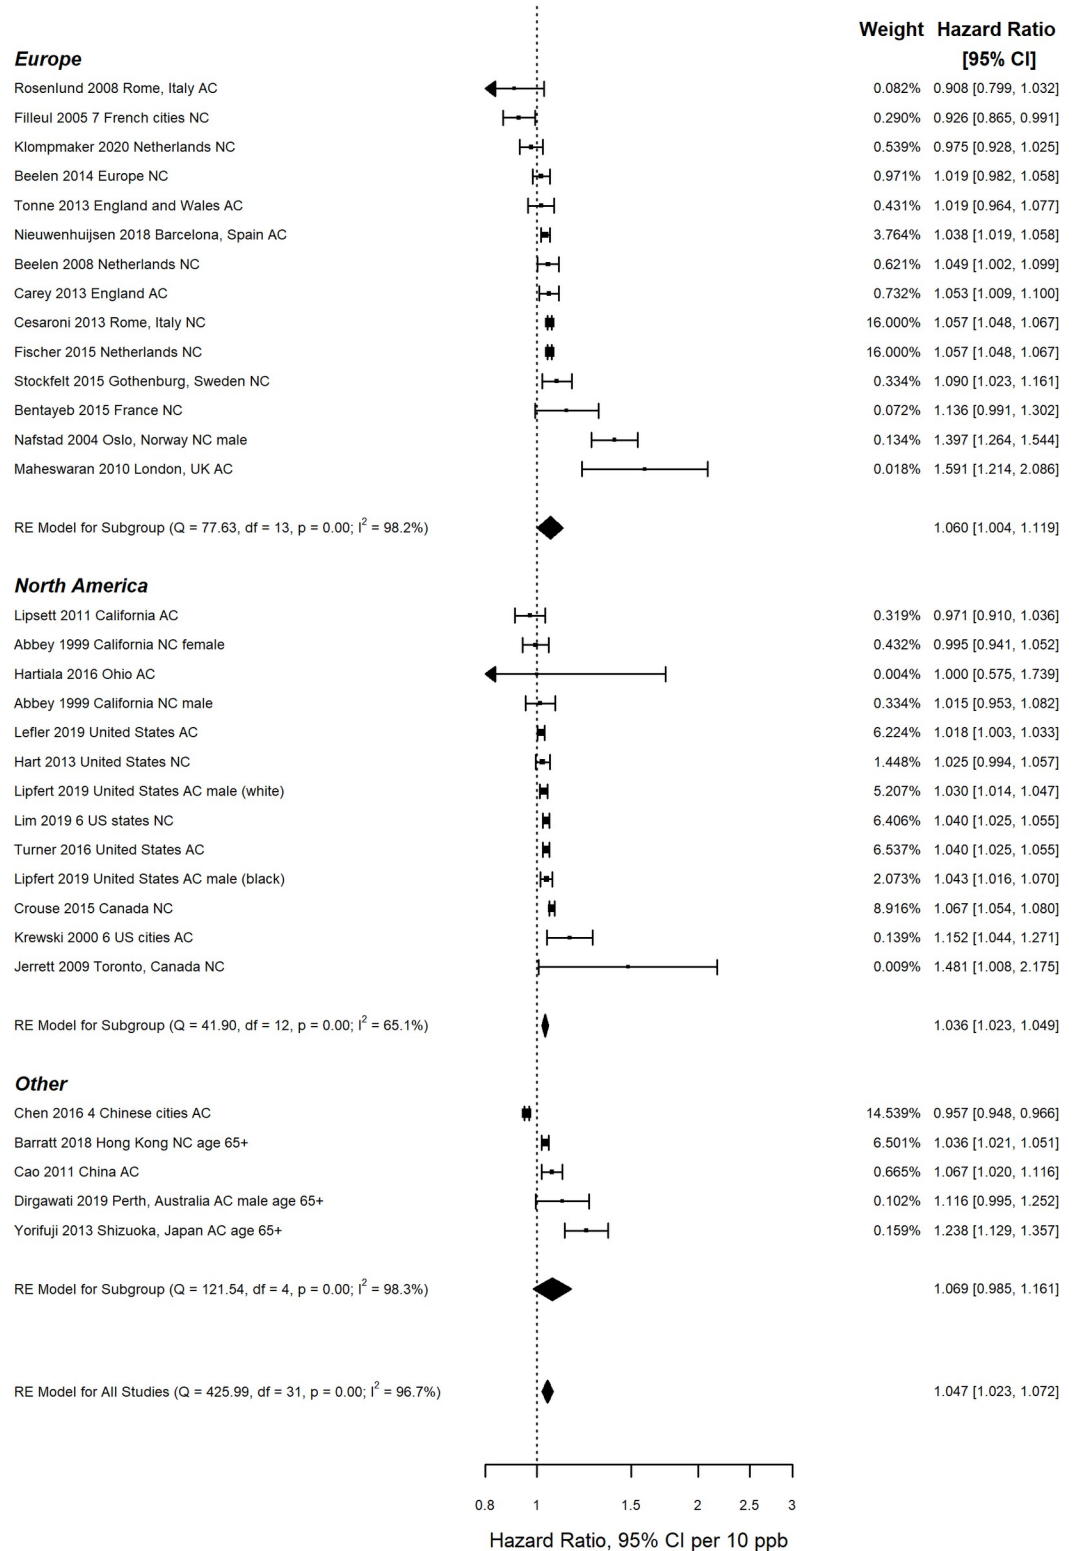 Weight Hazard Ratio
Europe [95% CI]
Rosenlund 2008 Rome, Italy AC 0.082% 0.908 [0.799, 1.032]
Filleul 2005 7 French cities NC 0.290% 0.926 [0.865, 0.991]
Klompmaker 2020 Netherlands NC 0.539% 0.975 [0.928, 1.025]
Beelen 2014 Europe NC 0.971% 1.019 [0.982, 1.058]
Tonne 2013 England and Wales AC 0.431% 1.019 [0.964, 1.077]
Nieuwenhuijsen 2018 Barcelona, Spain AC 3.764% 1.038 [1.019, 1.058]
Beelen 2008 Netherlands NC 0.621% 1.049 [1.002, 1.099]
Carey 2013 England AC 0.732% 1.053 [1.009, 1.100]
Cesaroni 2013 Rome, Italy NC 16.000% 1.057 [1.048, 1.067]
Fischer 2015 Netherlands NC 16.000% 1.057 [1.048, 1.067]
Stockfelt 2015 Gothenburg, Sweden NC 0.334% 1.090 [1.023, 1.161]
Bentayeb 2015 France NC 0.072% 1.136 [0.991, 1.302]
Nafstad 2004 Oslo, Norway NC male 0.134% 1.397 [1.264, 1.544]
Maheswaran 2010 London, UK AC 0.018% 1.591 [1.214, 2.086]
RE Model for Subgroup (Q = 77.63, df = 13, p = 0.00; I² = 98.2%) 1.060 [1.004, 1.119]
North America
Lipsett 2011 California AC 0.319% 0.971 [0.910, 1.036]
Abbey 1999 California NC female 0.432% 0.995 [0.941, 1.052]
Hartiala 2016 Ohio AC 0.004% 1.000 [0.575, 1.739]
Abbey 1999 California NC male 0.334% 1.015 [0.953, 1.082]
Lefler 2019 United States AC 6.224% 1.018 [1.003, 1.033]
Hart 2013 United States NC 1.448% 1.025 [0.994, 1.057]
Lipfert 2019 United States AC male (white) 5.207% 1.030 [1.014, 1.047]
Lim 2019 6 US states NC 6.406% 1.040 [1.025, 1.055]
Turner 2016 United States AC 6.537% 1.040 [1.025, 1.055]
Lipfert 2019 United States AC male (black) 2.073% 1.043 [1.016, 1.070]
Crouse 2015 Canada NC 8.916% 1.067 [1.054, 1.080]
Krewski 2000 6 US cities AC 0.139% 1.152 [1.044, 1.271]
Jerrett 2009 Toronto, Canada NC 0.009% 1.481 [1.008, 2.175]
RE Model for Subgroup (Q = 41.90, df = 12, p = 0.00; I² = 65.1%) 1.036 [1.023, 1.049]
Other
Chen 2016 4 Chinese cities AC 14.539% 0.957 [0.948, 0.966]
Barratt 2018 Hong Kong NC age 65+ 6.501% 1.036 [1.021, 1.051]
Cao 2011 China AC 0.665% 1.067 [1.020, 1.116]
Dirgawati 2019 Perth, Australia AC male age 65+ 0.102% 1.116 [0.995, 1.252]
Yorifuji 2013 Shizuoka, Japan AC age 65+ 0.159% 1.238 [1.129, 1.357]
RE Model for Subgroup (Q = 121.54, df = 4, p = 0.00; I² = 98.3%) 1.069 [0.985, 1.161]
RE Model for All Studies (Q = 425.99, df = 31, p = 0.00; I² = 96.7%) 1.047 [1.023, 1.072]
0.8 1 1.5 2 2.5 3
Hazard Ratio, 95% CI per 10 ppb